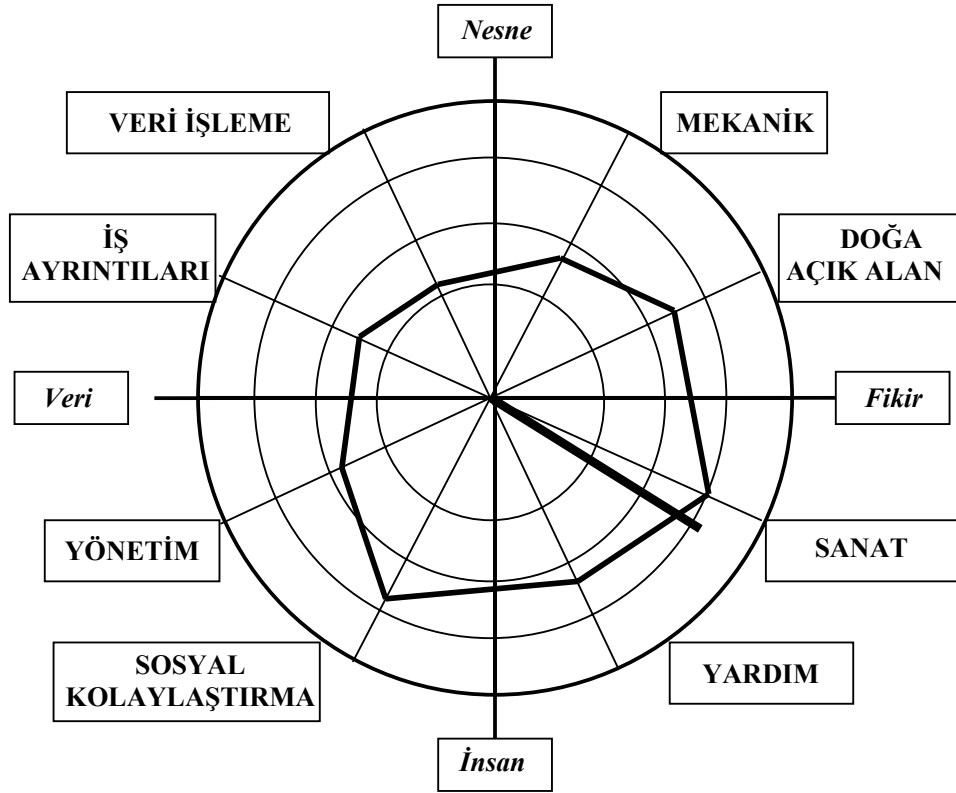 Nesne
VERİ İŞLEME
MEKANİK
İŞ
AYRINTILARI
DOĞA
AÇIK ALAN
Veri
Fikir
YÖNETİM
SANAT
SOSYAL
KOLAYLAŞTIRMA
YARDIM
İnsan